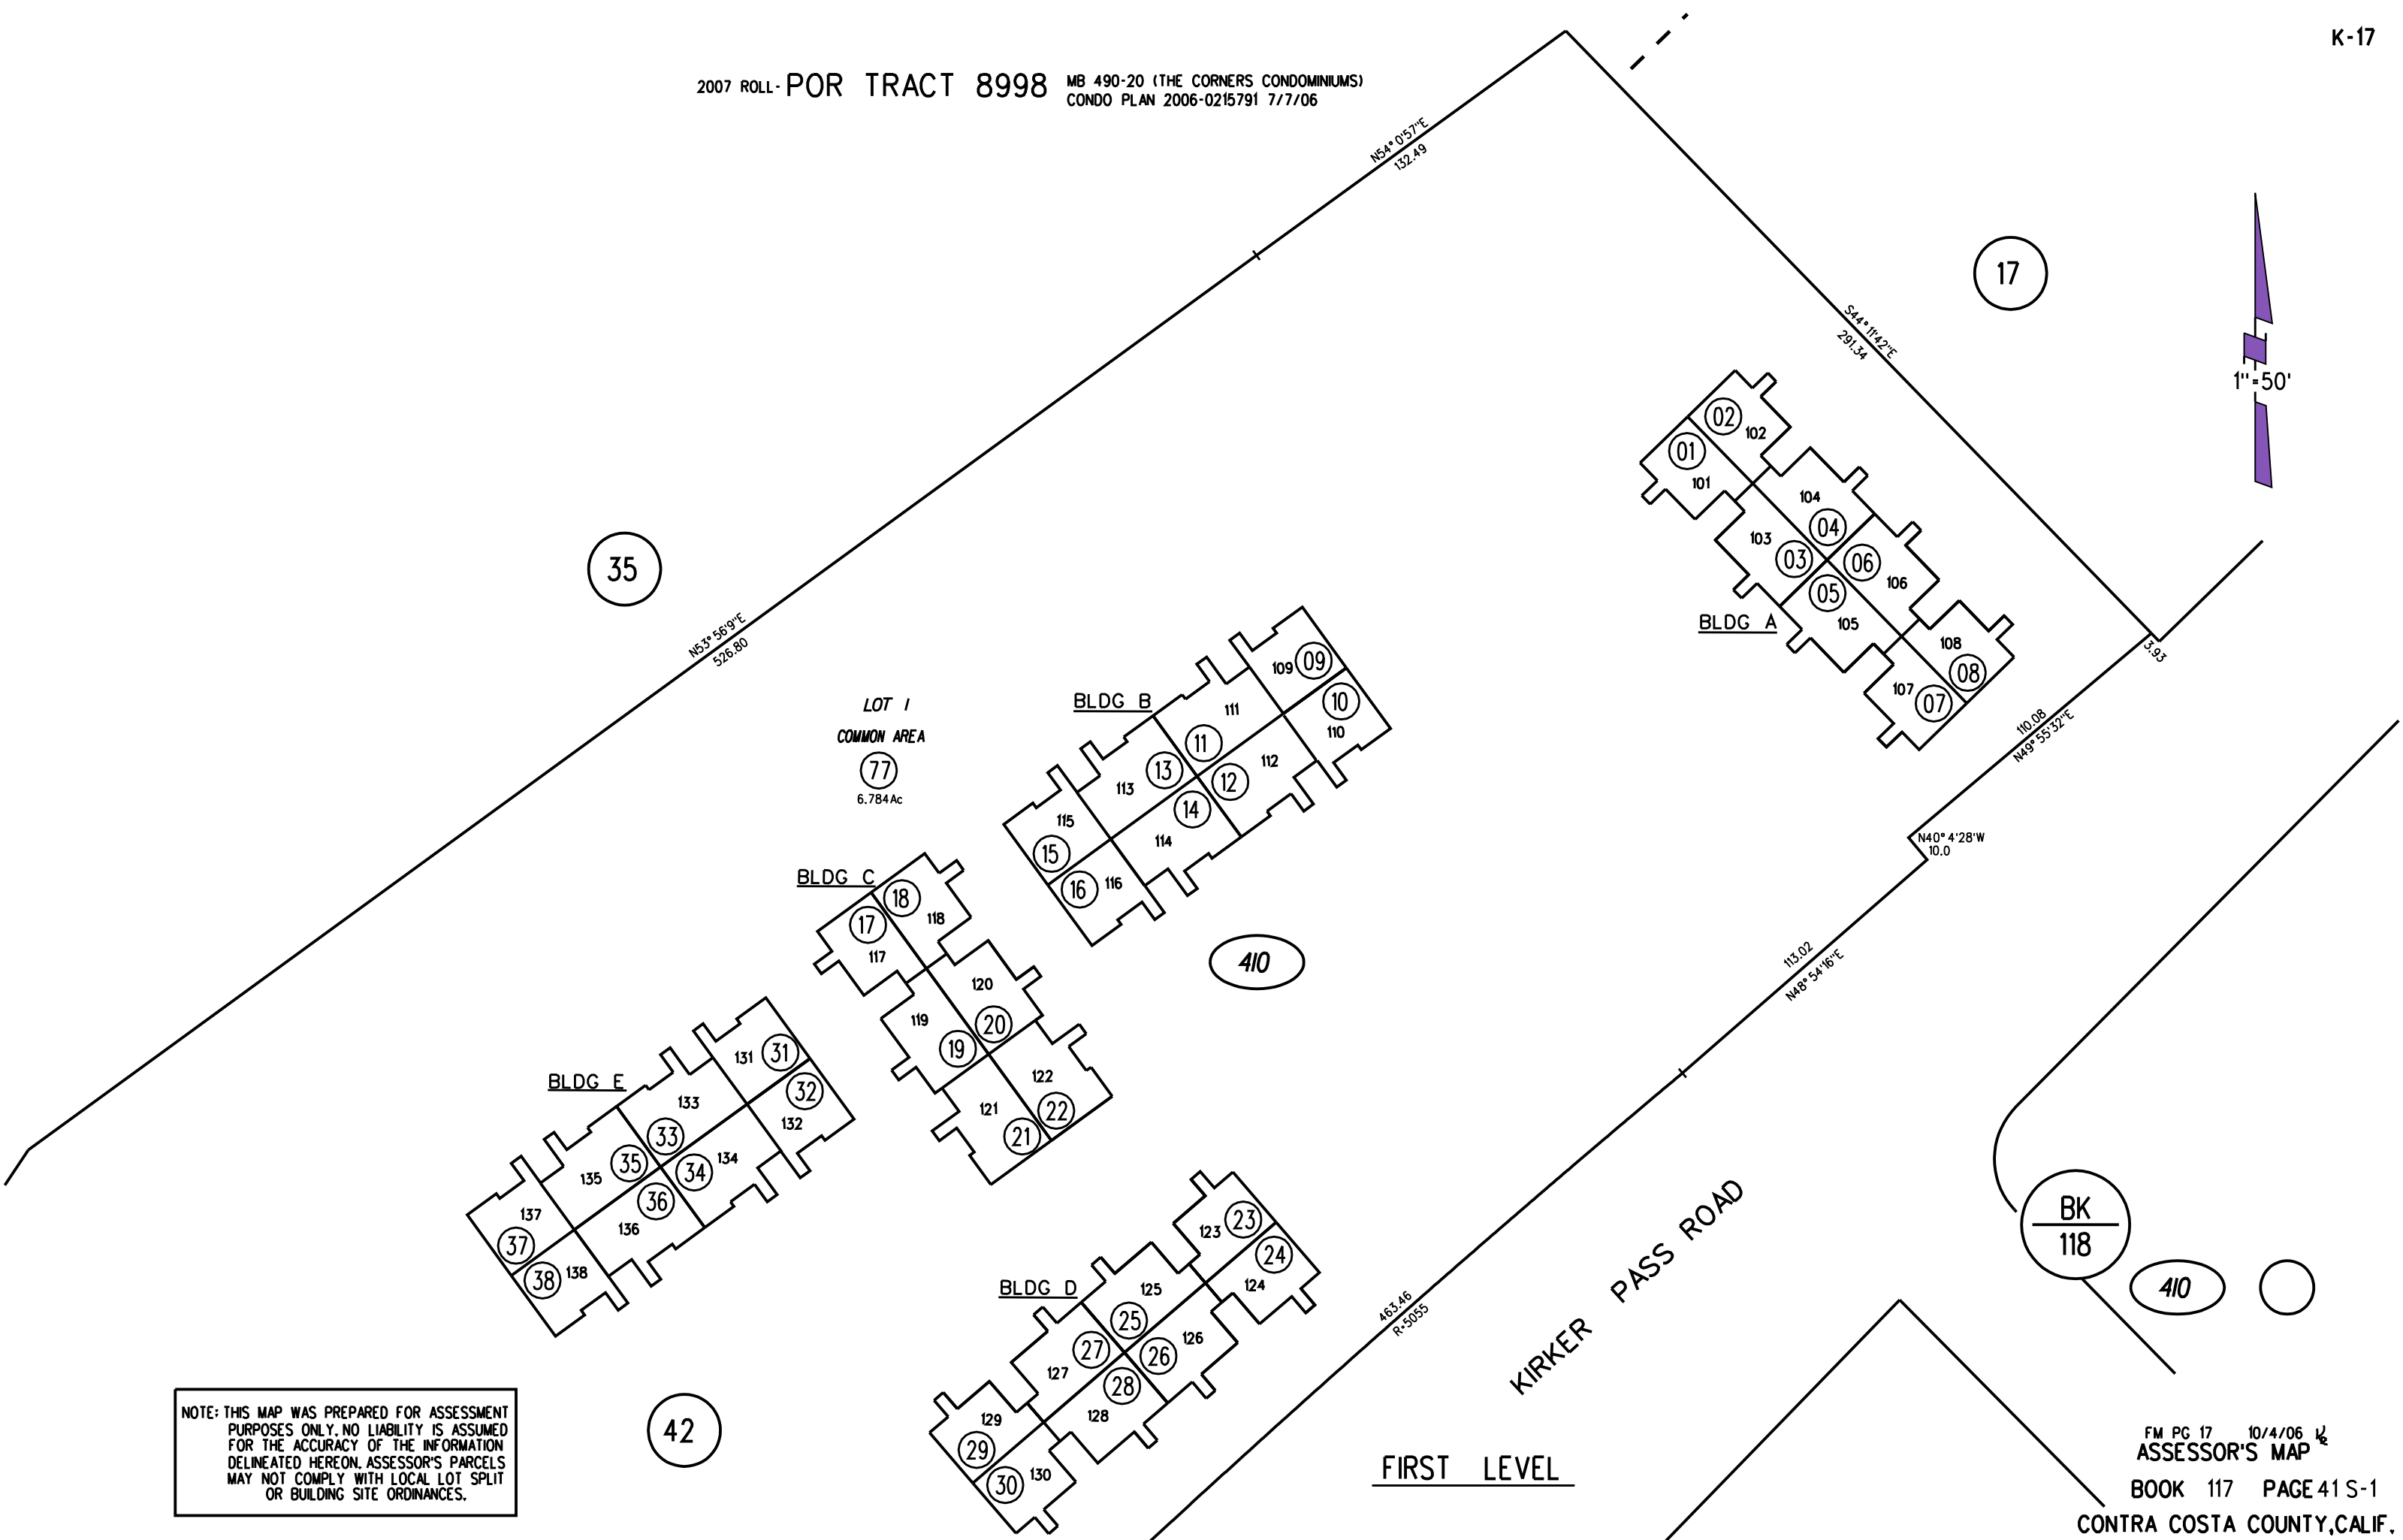 K-17
2007 ROLL- POR TRACT 8998 MB 490-20 (THE CORNERS CONDOMINIUMS)
CONDO PLAN 2006-0215791 7/7/06
N54° 0'57"E
132.49
17
S44° 11'42"E
291.34
1"=50'
02
102
01
101
104
04
103
03
06
106
05
105
BLDG A
108
08
107
07
3.93
110.08
N49° 55'32"E
N40° 4'28'W
10.0
35
N53° 56'9"E
526.80
LOT 1
COMMON AREA
77
6.784Ac
BLDG B
109
09
10
110
111
11
12
112
13
113
14
114
115
15
16
116
BLDG C
18
118
17
117
120
20
119
19
122
22
121
21
410
113.02
N48° 54'16"E
BLDG E
131
31
32
132
133
33
34
134
35
135
36
136
137
37
38
138
BLDG D
123
23
24
124
125
25
26
126
27
127
28
128
129
29
30
130
463.46
R=5055
KIRKER PASS ROAD
BK
118
410
42
NOTE: THIS MAP WAS PREPARED FOR ASSESSMENT
PURPOSES ONLY. NO LIABILITY IS ASSUMED
FOR THE ACCURACY OF THE INFORMATION
DELINEATED HEREON. ASSESSOR'S PARCELS
MAY NOT COMPLY WITH LOCAL LOT SPLIT
OR BUILDING SITE ORDINANCES.
FIRST LEVEL
FM PG 17 10/4/06
ASSESSOR'S MAP
BOOK 117 PAGE 41 S-1
CONTRA COSTA COUNTY, CALIF.